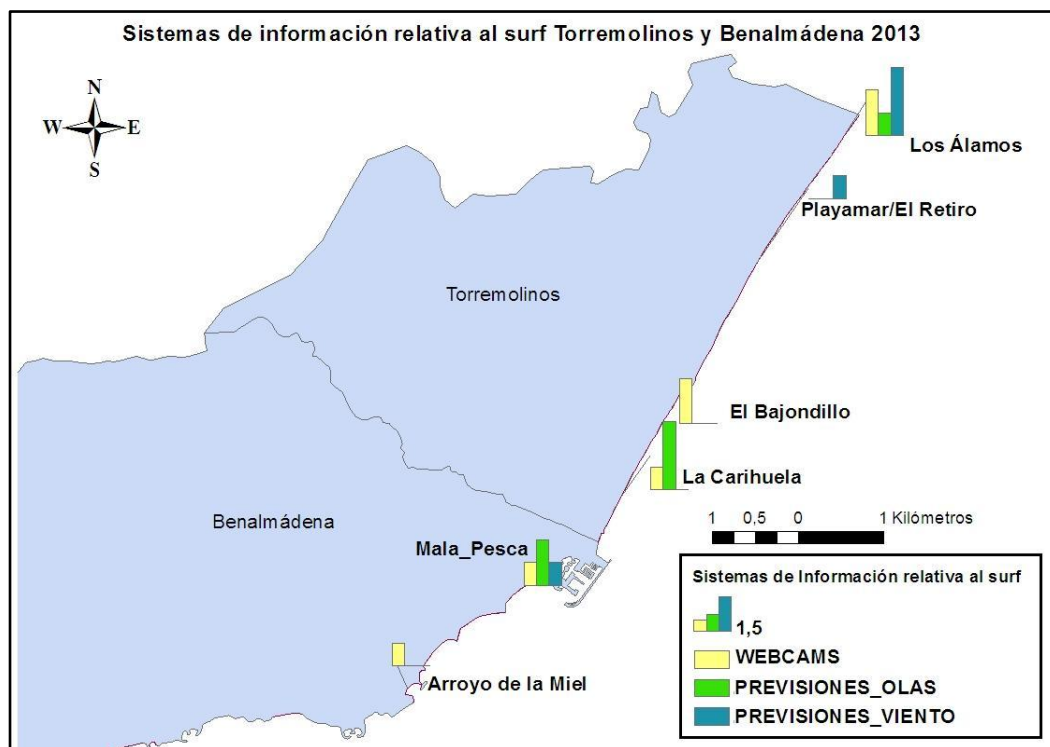 Sistemas de información relativa al surf Torremolinos y Benalmádena 2013
N
W E
S
Los Álamos
Playamar/El Retiro
Torremolinos
El Bajondillo
La Carihuela
Benalmádena
1 0,5 0 1 Kilómetros
Mala_Pesca
Arroyo de la Miel
Sistemas de Información relativa al surf
1,5
WEBCAMS
PREVISIONES_OLAS
PREVISIONES_VIENTO